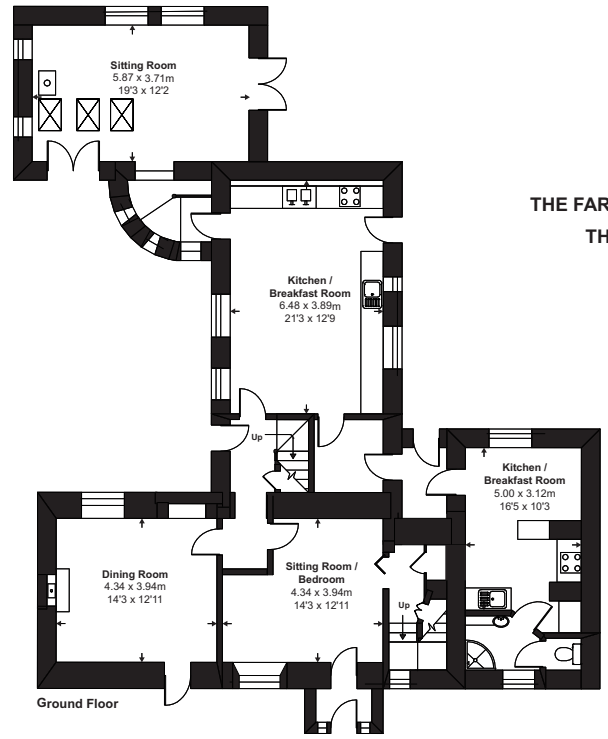 Sitting Room
5.87 x 3.71m
19'3 x 12'2
THE FAR
TH
Kitchen /
Breakfast Room
6.48 x 3.89m
21'3 x 12'9
Up
Kitchen /
Breakfast Room
5.00 x 3.12m
16'5 x 10'3
Dining Room
4.34 x 3.94m
14'3 x 12'11
Sitting Room /
Bedroom
4.34 x 3.94m
14'3 x 12'11
Up
Ground Floor